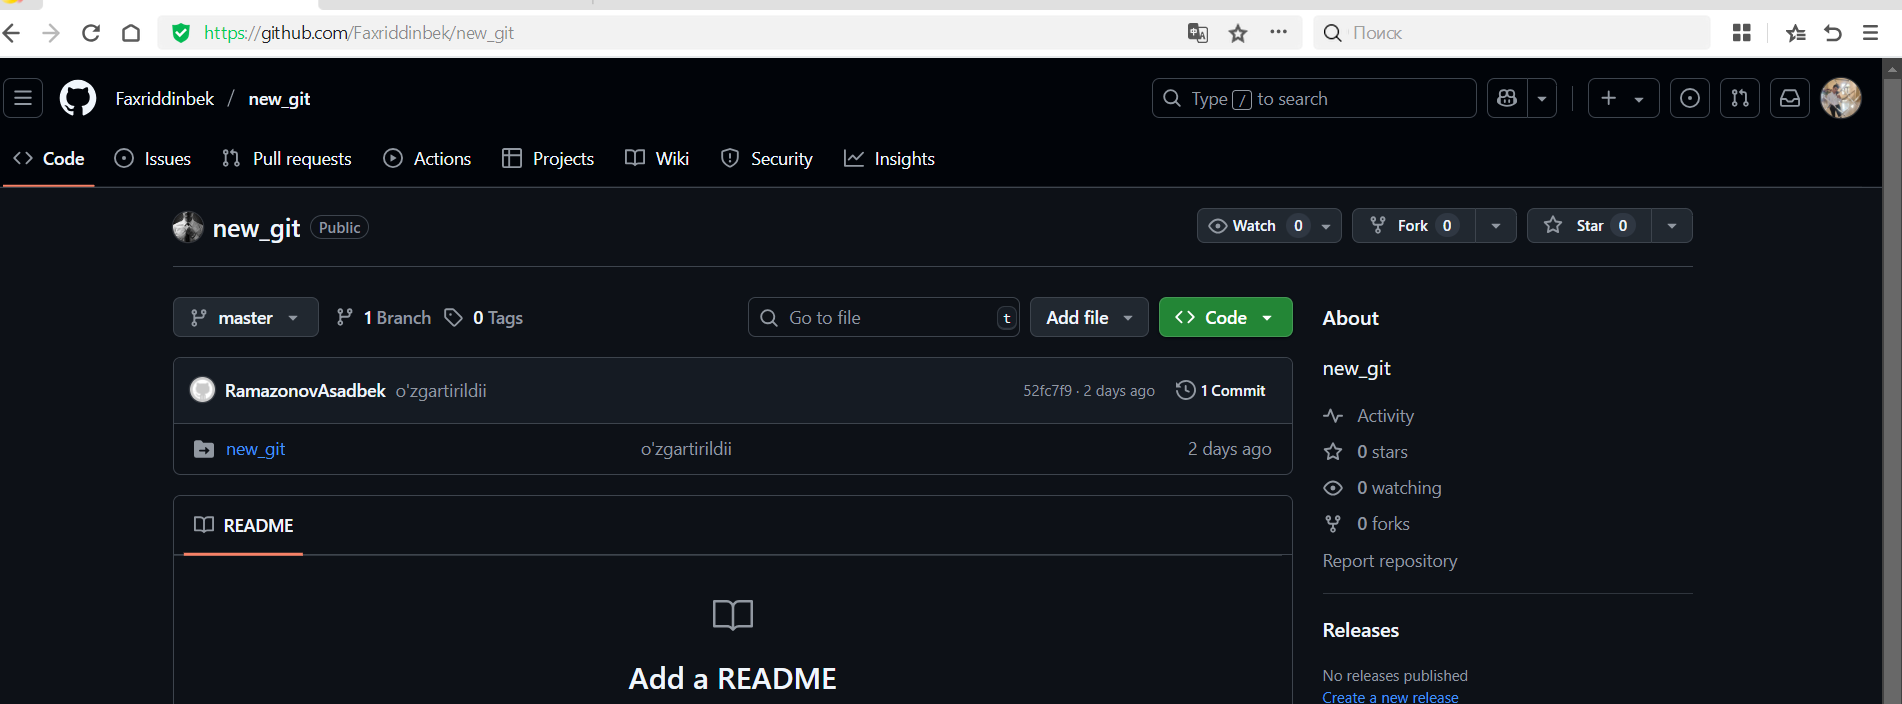 https://github.com/Faxriddinbek/new_git
Поиск
Faxriddinbek / new_git
Type / to search
Code Issues Pull requests Actions Projects Wiki Security Insights
new_git Public
Watch 0 Fork 0 Star 0
master 1 Branch 0 Tags
Go to file t
Add file
Code
RamazonovAsadbek o'zgartirildii
52fc7f9 · 2 days ago 1 Commit
new_git o'zgartirildii 2 days ago
README
Add a README
About
new_git
Activity
0 stars
0 watching
0 forks
Report repository
Releases
No releases published
Create a new release